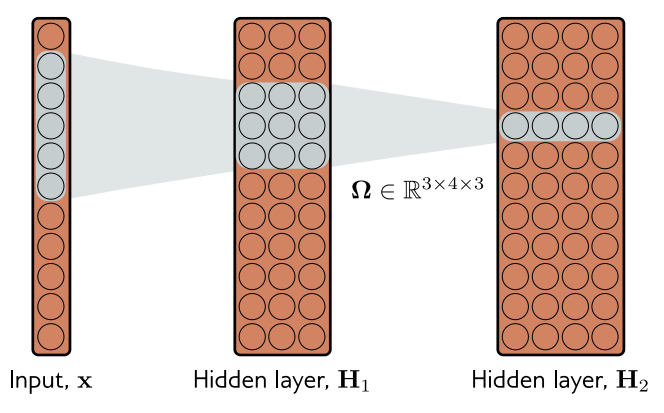 Ω ∈ ℝ^{3×4×3}
Input, x
Hidden layer, H₁
Hidden layer, H₂